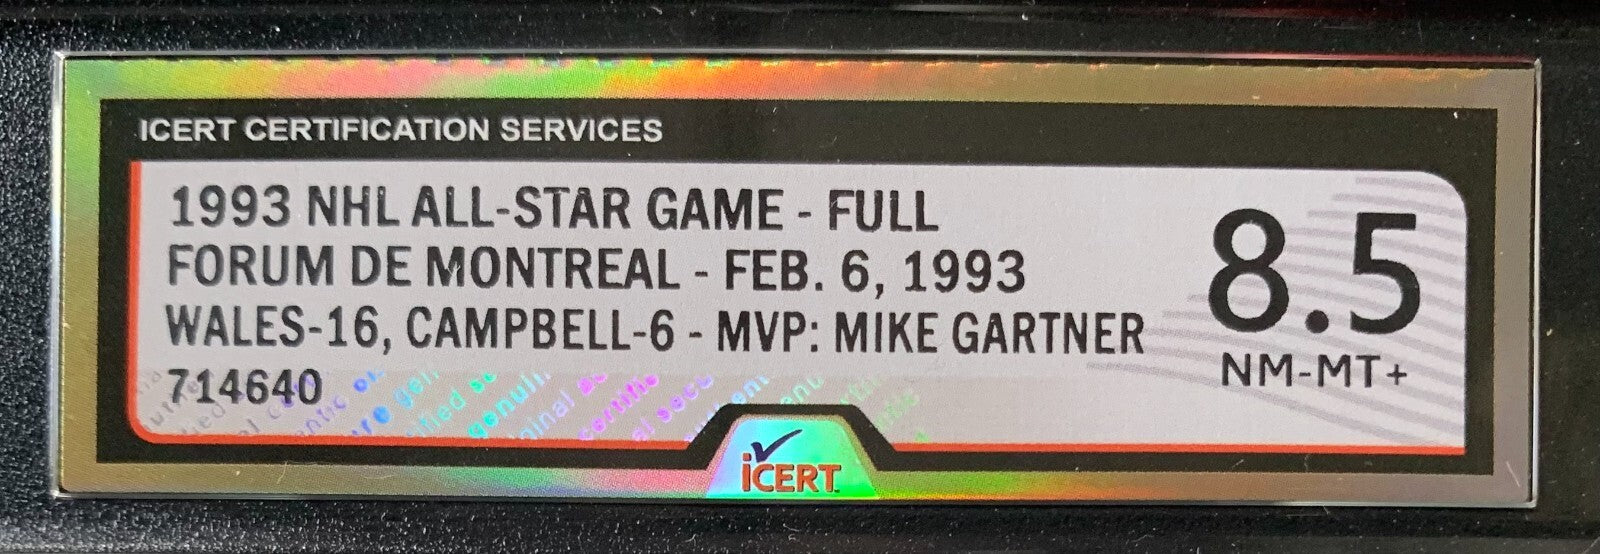 ICERT CERTIFICATION SERVICES
1993 NHL ALL-STAR GAME - FULL
FORUM DE MONTREAL - FEB. 6, 1993
WALES-16, CAMPBELL-6 - MVP: MIKE GARTNER
714640
8.5
NM-MT+
iCERT